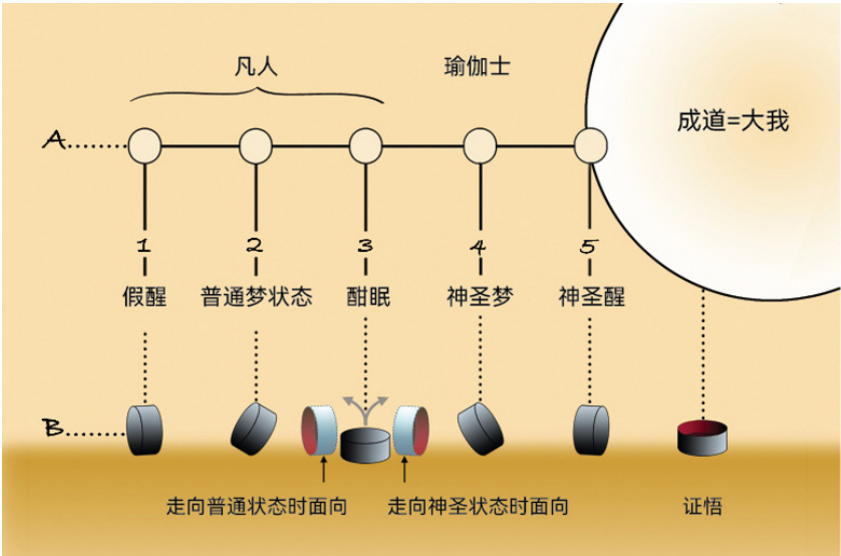 凡人
瑜伽士
成道=大我
A
1
2
3
4
5
假醒
普通梦状态
酣眠
神圣梦
神圣醒
B
走向普通状态时面向
走向神圣状态时面向
证悟